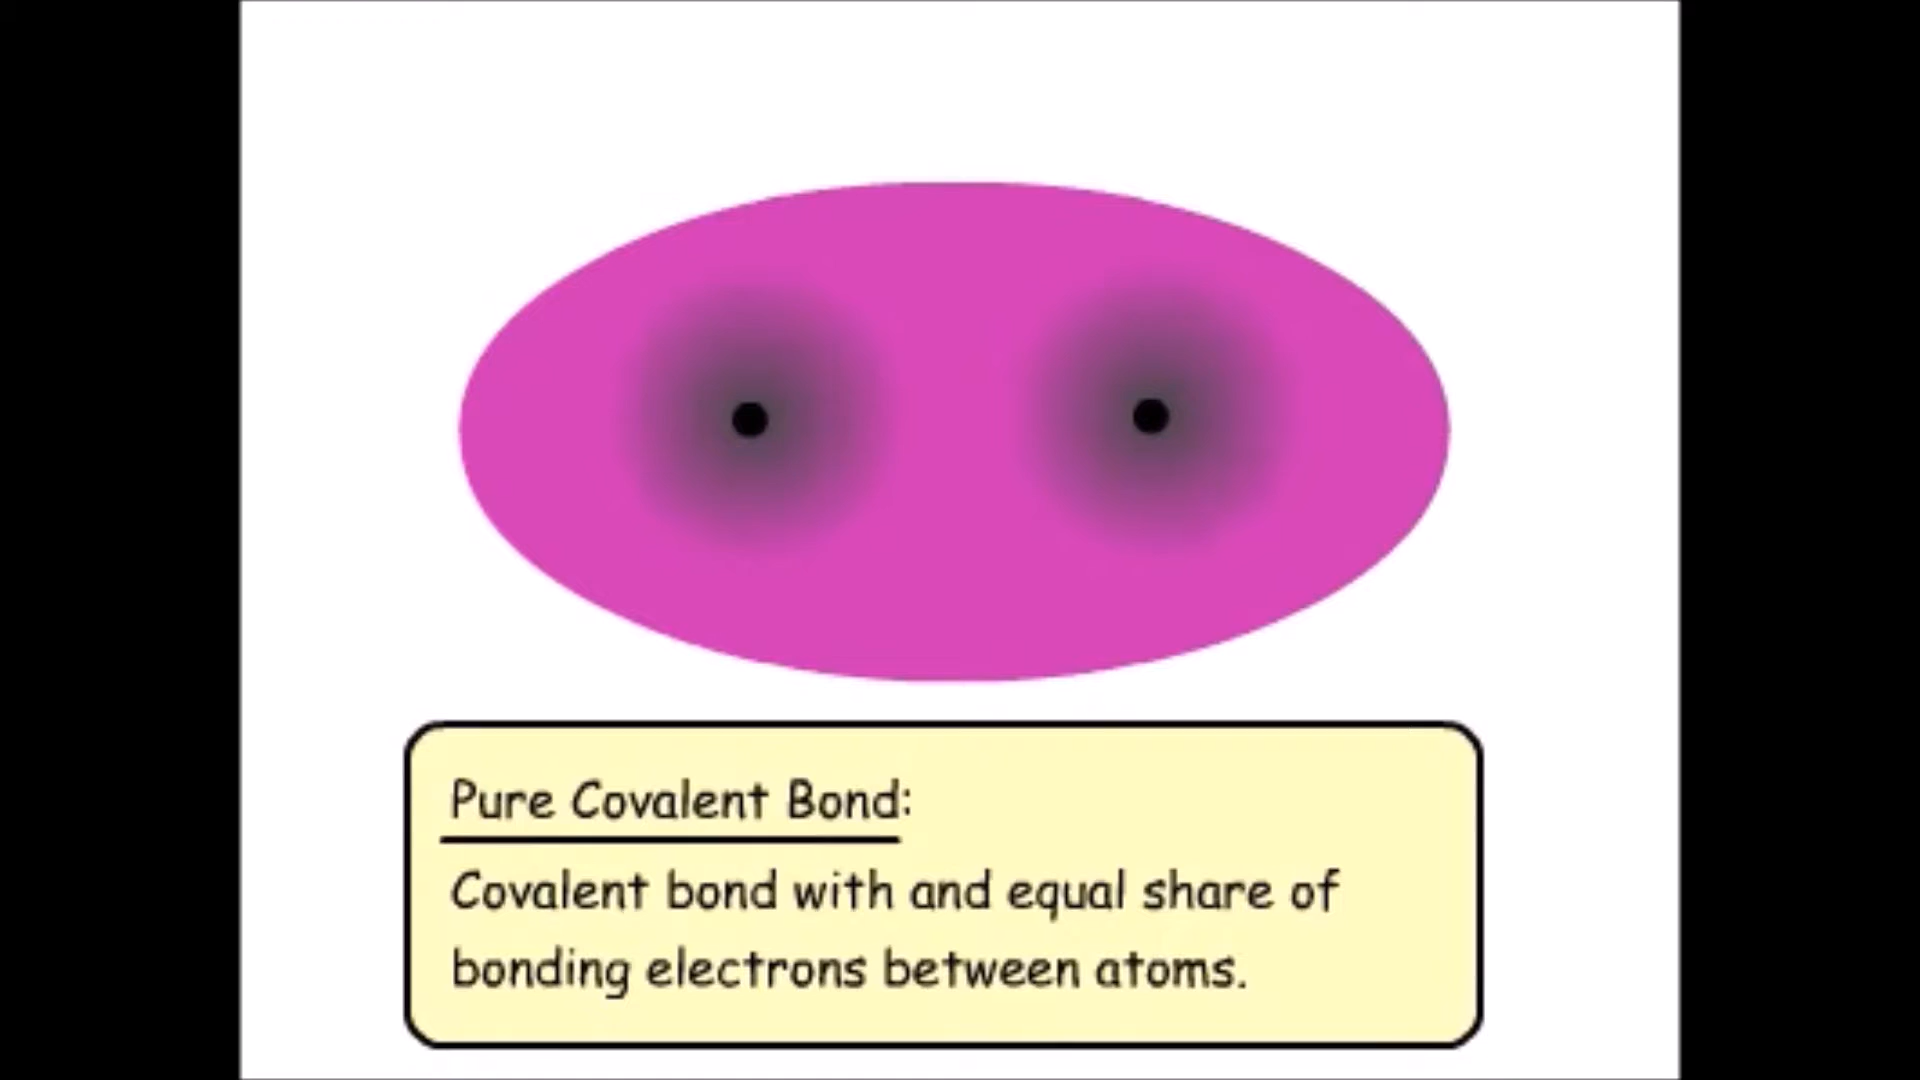 Pure Covalent Bond:
Covalent bond with and equal share of
bonding electrons between atoms.